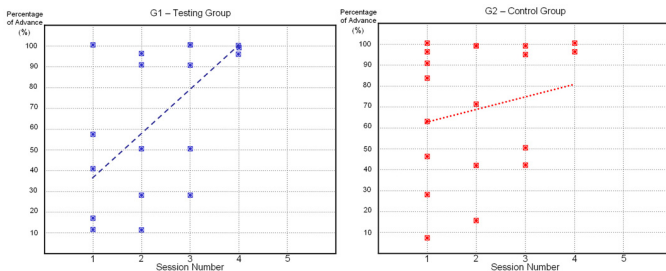 G1 – Testing Group
Percentage
of Advance
(%)
100
90
80
70
60
50
40
30
20
10
1 2 3 4 5
Session Number
G2 – Control Group
Percentage
of Advance
(%)
100
90
80
70
60
50
40
30
20
10
1 2 3 4 5
Session Number